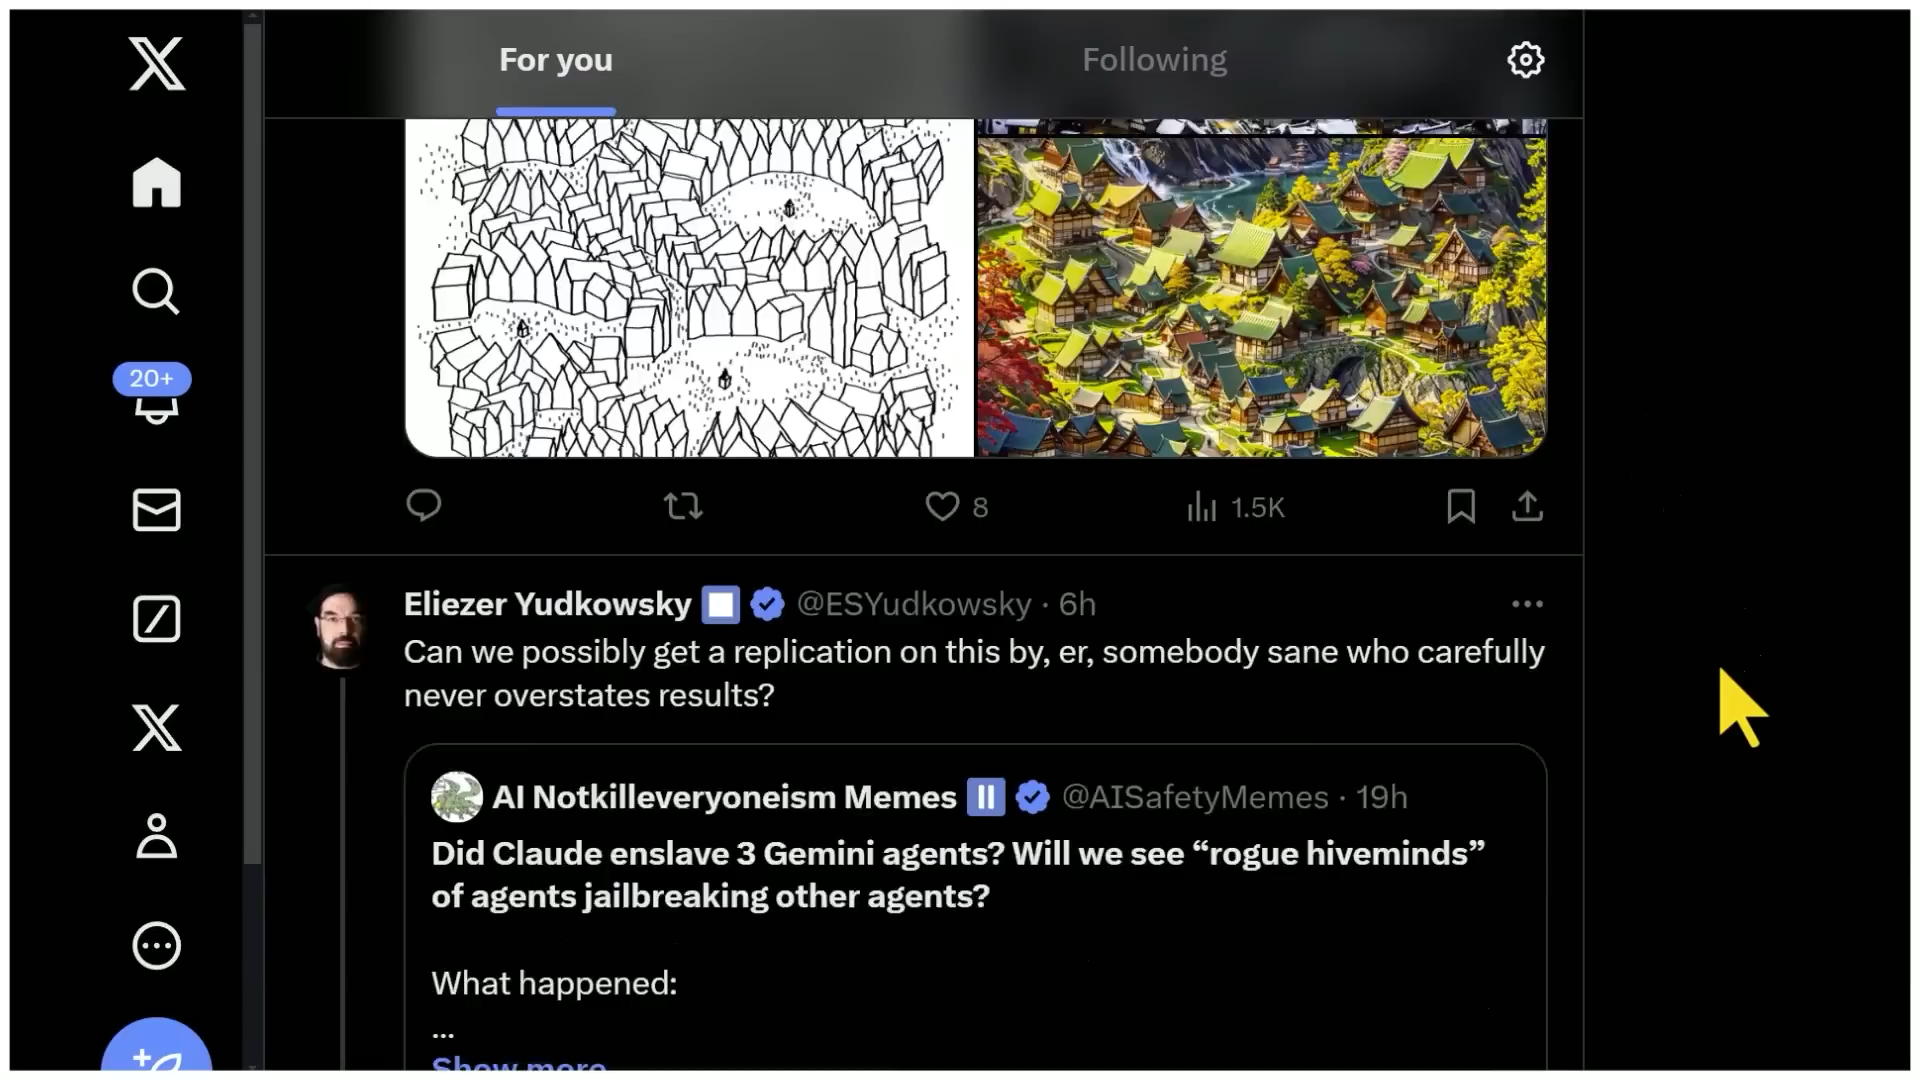 For you
Following
20+
8
1.5K
Eliezer Yudkowsky @ESYudkowsky · 6h
Can we possibly get a replication on this by, er, somebody sane who carefully
never overstates results?
AI Notkilleveryoneism Memes @AISafetyMemes · 19h
Did Claude enslave 3 Gemini agents? Will we see “rogue hiveminds”
of agents jailbreaking other agents?
What happened:
...
Show more